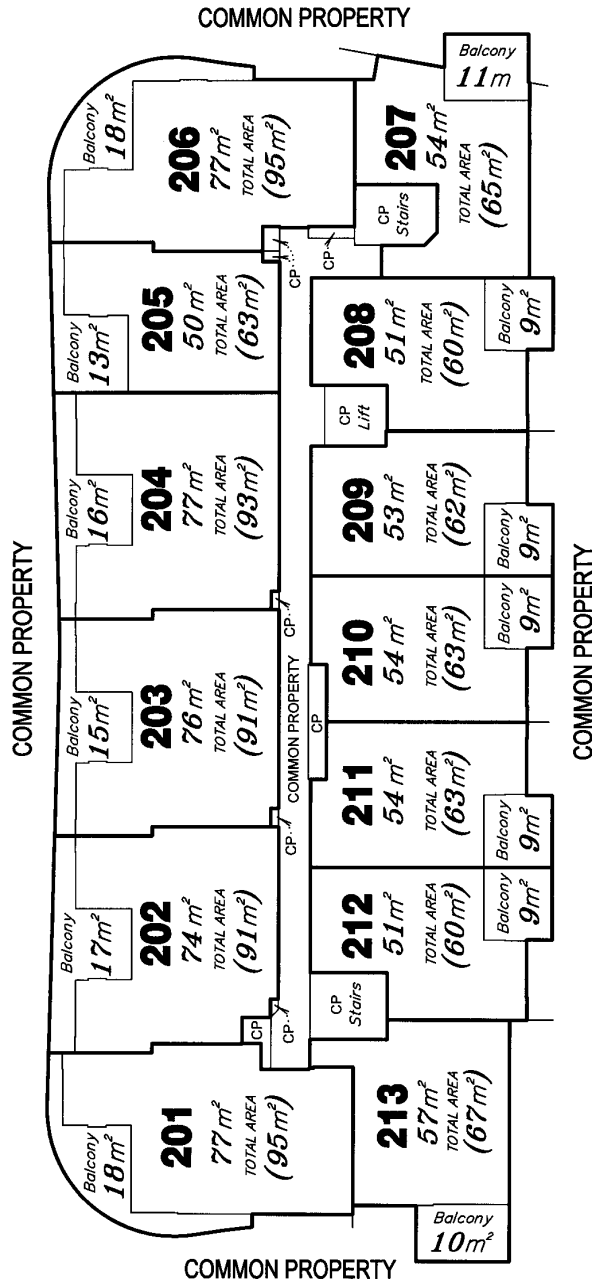 COMMON PROPERTY
Balcony
11m
Balcony
18m²
206
77m²
TOTAL AREA
(95m²)
207
54m²
TOTAL AREA
(65m²)
CP
Stairs
CP
CP
Balcony
13m²
205
50m²
TOTAL AREA
(63m²)
208
51m²
TOTAL AREA
(60m²)
Balcony
9m²
CP
Lift
Balcony
16m²
204
77m²
TOTAL AREA
(93m²)
209
53m²
TOTAL AREA
(62m²)
Balcony
9m²
COMMON PROPERTY
COMMON PROPERTY
CP
210
54m²
TOTAL AREA
(63m²)
Balcony
9m²
Balcony
15m²
203
76m²
TOTAL AREA
(91m²)
COMMON PROPERTY
CP
211
54m²
TOTAL AREA
(63m²)
Balcony
9m²
CP
Balcony
17m²
202
74m²
TOTAL AREA
(91m²)
212
51m²
TOTAL AREA
(60m²)
Balcony
9m²
CP
Stairs
CP
CP
Balcony
18m²
201
77m²
TOTAL AREA
(95m²)
213
57m²
TOTAL AREA
(67m²)
Balcony
10m²
COMMON PROPERTY